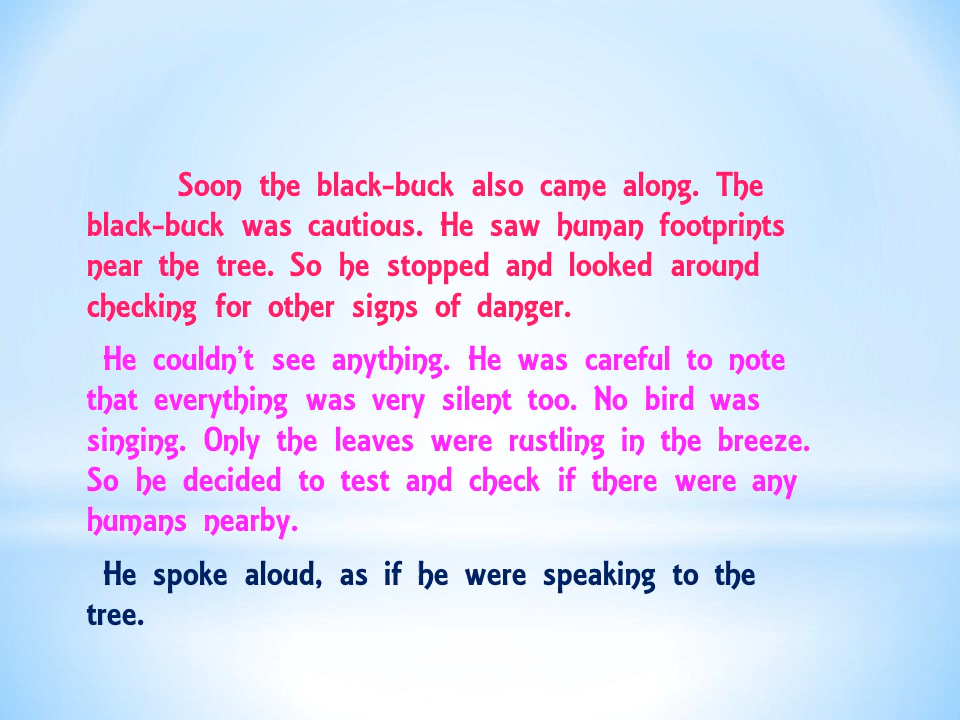 Soon the black-buck also came along. The
black-buck was cautious. He saw human footprints
near the tree. So he stopped and looked around
checking for other signs of danger.
He couldn't see anything. He was careful to note
that everything was very silent too. No bird was
singing. Only the leaves were rustling in the breeze.
So he decided to test and check if there were any
humans nearby.
He spoke aloud, as if he were speaking to the
tree.